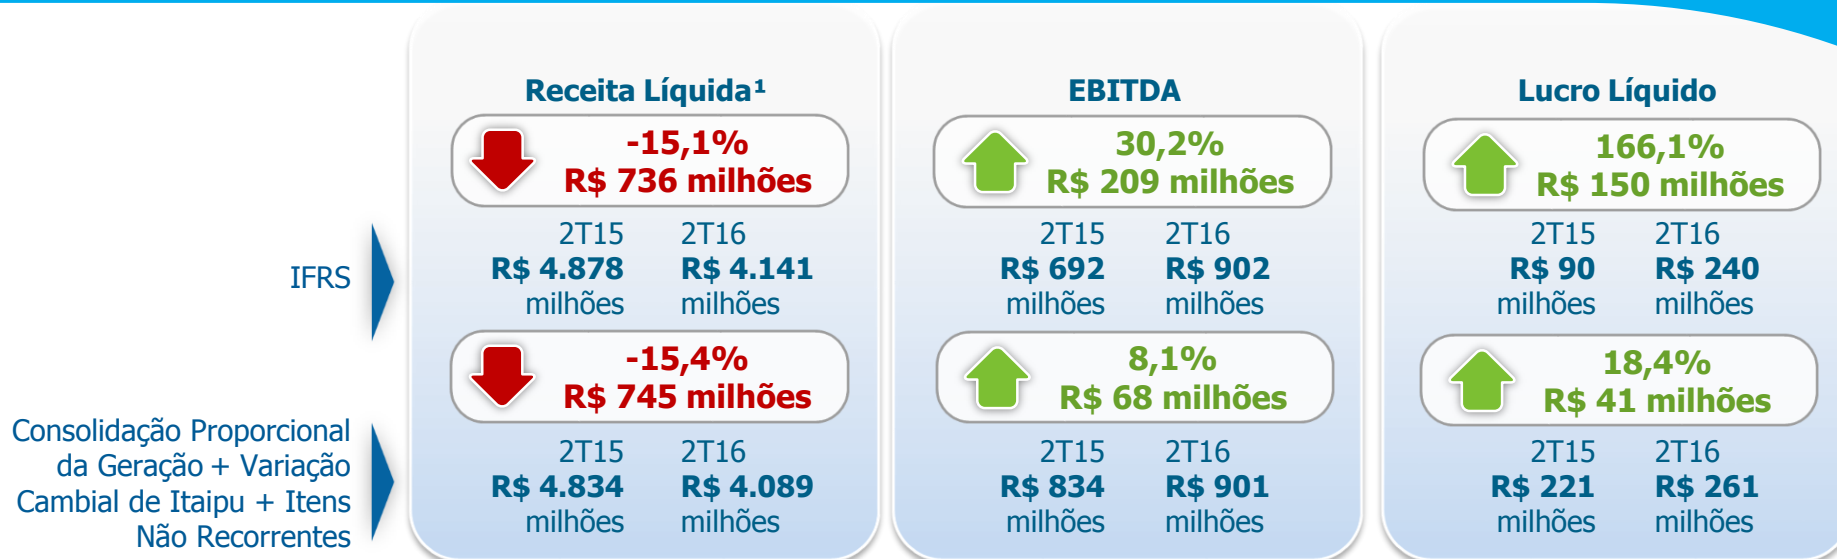 Receita Líquida¹
-15,1%
R$ 736 milhões
2T15 2T16
R$ 4.878 R$ 4.141
milhões milhões
-15,4%
R$ 745 milhões
2T15 2T16
R$ 4.834 R$ 4.089
milhões milhões
EBITDA
30,2%
R$ 209 milhões
2T15 2T16
R$ 692 R$ 902
milhões milhões
8,1%
R$ 68 milhões
2T15 2T16
R$ 834 R$ 901
milhões milhões
Lucro Líquido
166,1%
R$ 150 milhões
2T15 2T16
R$ 90 R$ 240
milhões milhões
18,4%
R$ 41 milhões
2T15 2T16
R$ 221 R$ 261
milhões milhões
IFRS
Consolidação Proporcional
da Geração + Variação
Cambial de Itaipu + Itens
Não Recorrentes